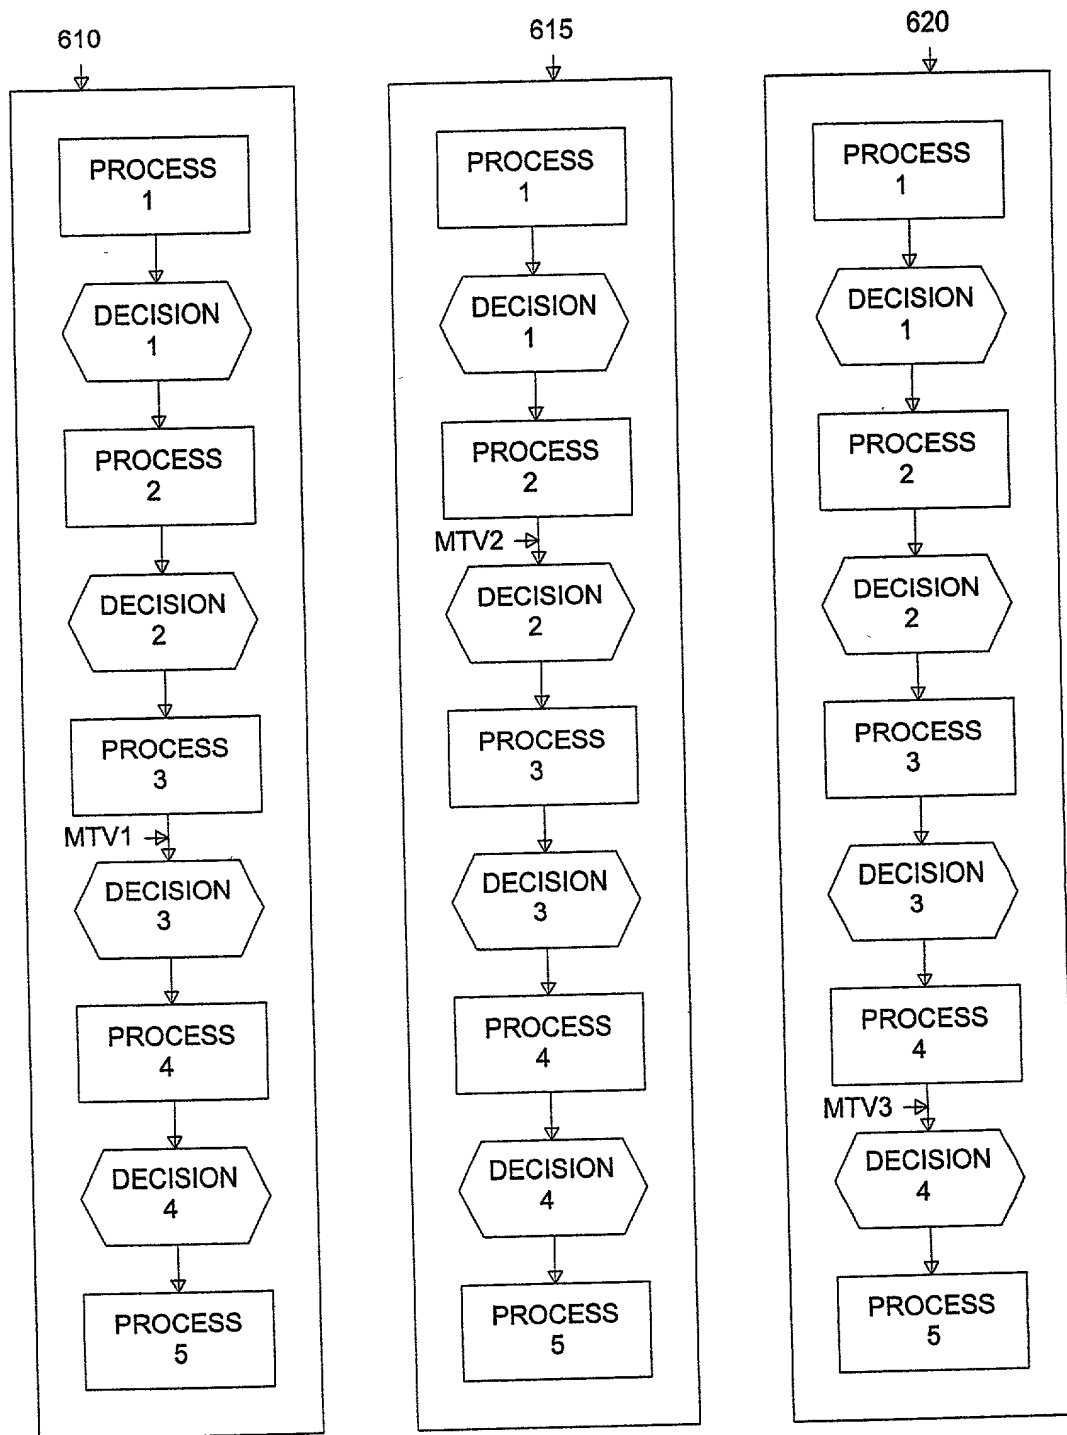 610
PROCESS
1
DECISION
1
PROCESS
2
DECISION
2
PROCESS
3
MTV1
DECISION
3
PROCESS
4
DECISION
4
PROCESS
5
615
PROCESS
1
DECISION
1
PROCESS
2
MTV2
DECISION
2
PROCESS
3
DECISION
3
PROCESS
4
DECISION
4
PROCESS
5
620
PROCESS
1
DECISION
1
PROCESS
2
DECISION
2
PROCESS
3
DECISION
3
PROCESS
4
MTV3
DECISION
4
PROCESS
5